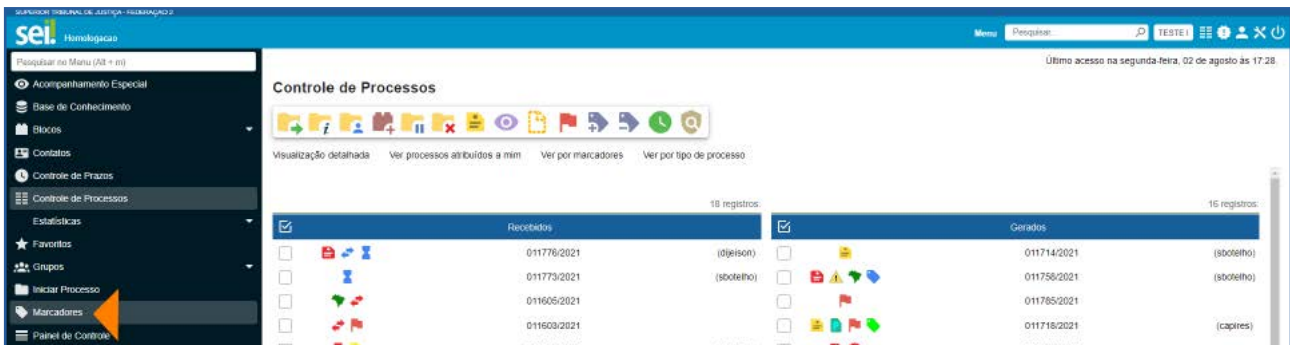 SUPERIOR TRIBUNAL DE JUSTIÇA - FEDERAÇÃO 2
sei! Homologacao
Menu
Pesquisar...
TESTE1
Pesquisar no Menu (Alt + m)
Acompanhamento Especial
Base de Conhecimento
Blocos
Contatos
Controle de Prazos
Controle de Processos
Estatísticas
Favoritos
Grupos
Iniciar Processo
Marcadores
Painel de Controle
Último acesso na segunda-feira, 02 de agosto às 17:28.
Controle de Processos
Visualização detalhada Ver processos atribuídos a mim Ver por marcadores Ver por tipo de processo
18 registros:
Recebidos
011776/2021 (dijeison)
011773/2021 (sbotelho)
011605/2021
011603/2021
16 registros:
Gerados
011714/2021 (sbotelho)
011758/2021 (sbotelho)
011785/2021
011718/2021 (capires)